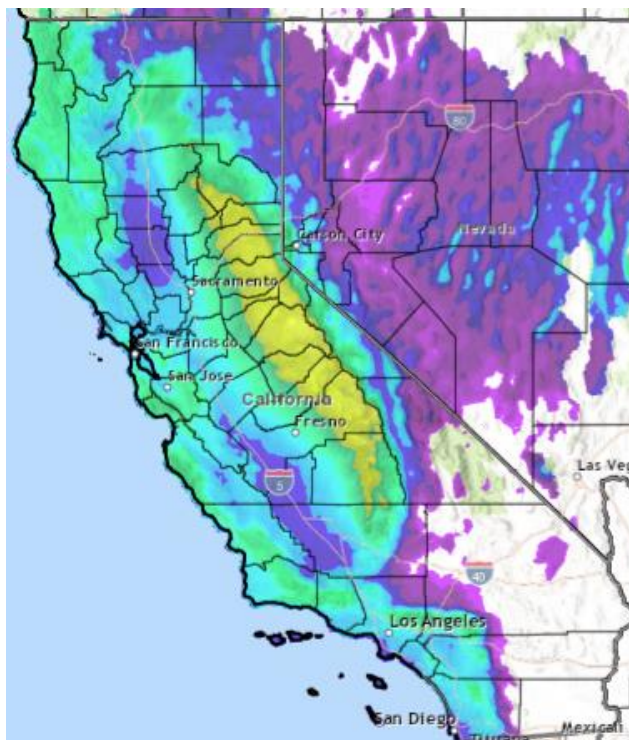 80
Nevada
Carson City
Sacramento
San Francisco
San Jose
California
Fresno
5
Las Veg
40
Los Angeles
San Diego
Tijuana
Mexicali